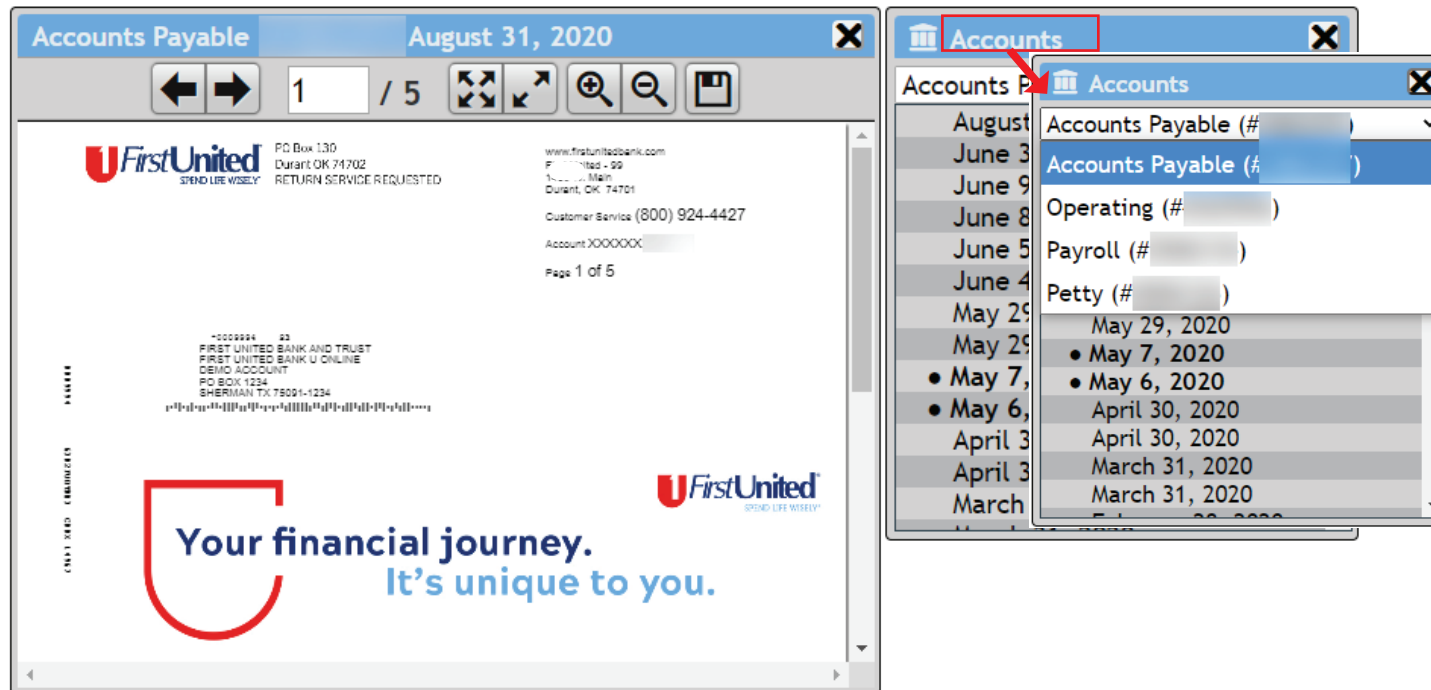 Accounts Payable August 31, 2020
1 / 5
FirstUnited
SPEND LIFE WISELY
PO Box 130
Durant OK 74702
RETURN SERVICE REQUESTED
www.firstunitedbank.com
- 99
Main
Durant, OK 74701
Customer Service (800) 924-4427
Account XXXXXX
Page 1 of 5
FIRST UNITED BANK AND TRUST
FIRST UNITED BANK U ONLINE
DEMO ACCOUNT
PO BOX 1234
SHERMAN TX 75091-1234
FirstUnited
SPEND LIFE WISELY
Your financial journey.
It's unique to you.
Accounts
Accounts P
August
June 3
June 9
June 8
June 5
June 4
May 29
May 29
• May 7,
• May 6,
April 3
April 3
March
Accounts
Accounts Payable (# )
Accounts Payable (# )
Operating (# )
Payroll (# )
Petty (# )
May 29, 2020
• May 7, 2020
• May 6, 2020
April 30, 2020
April 30, 2020
March 31, 2020
March 31, 2020